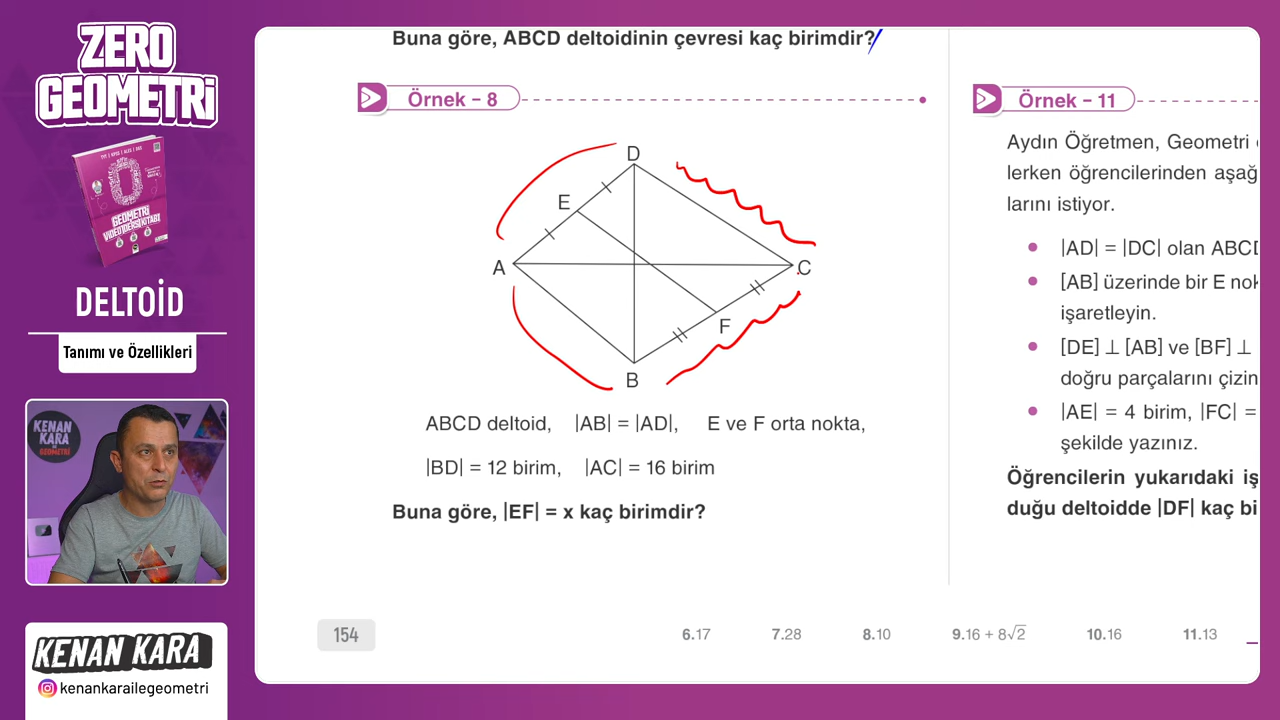 ZERO
GEOMETRİ
GEOMETRİ
VİDEO DERS KİTABI
DELTOİD
Tanımı ve Özellikleri
KENAN
KARA
KENAN KARA
kenankarailegeometri
Buna göre, ABCD deltoidinin çevresi kaç birimdir?
Örnek – 8
D
E
A
C
F
B
ABCD deltoid, |AB| = |AD|, E ve F orta nokta,
|BD| = 12 birim, |AC| = 16 birim
Buna göre, |EF| = x kaç birimdir?
Örnek – 11
Aydın Öğretmen, Geometri
lerken öğrencilerinden aşağ
larını istiyor.
• |AD| = |DC| olan ABCD
• [AB] üzerinde bir E nok
işaretleyin.
• [DE] ⊥ [AB] ve [BF] ⊥
doğru parçalarını çizin
• |AE| = 4 birim, |FC| =
şekilde yazınız.
Öğrencilerin yukarıdaki iş
duğu deltoidde |DF| kaç bi
154
6.17 7.28 8.10 9.16 + 8√2 10.16 11.13